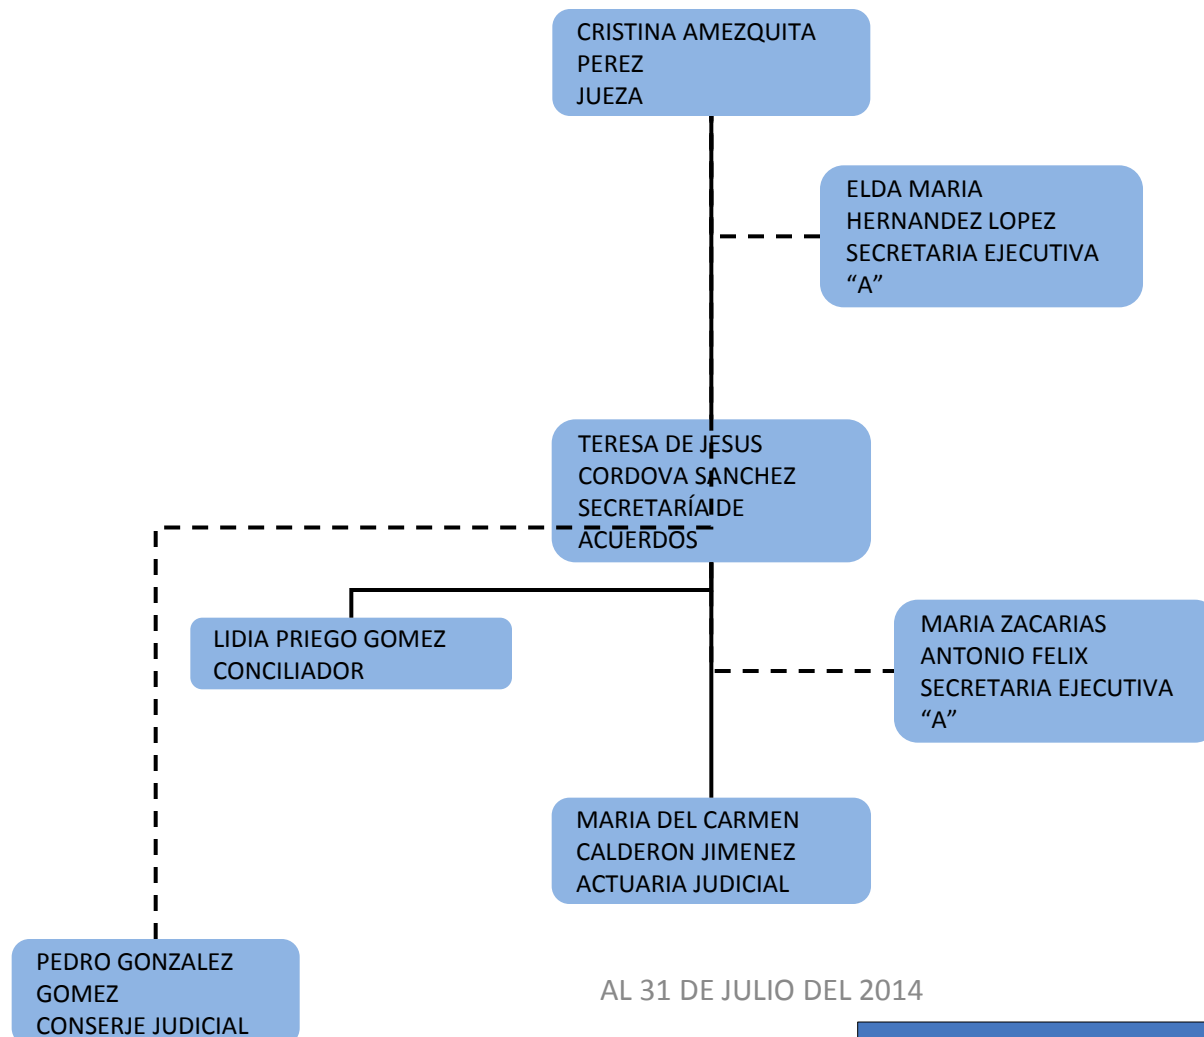 CRISTINA AMEZQUITA
PEREZ
JUEZA
ELDA MARIA
HERNANDEZ LOPEZ
SECRETARIA EJECUTIVA
“A”
TERESA DE JESUS
CORDOVA SANCHEZ
SECRETARÍA DE
ACUERDOS
LIDIA PRIEGO GOMEZ
CONCILIADOR
MARIA ZACARIAS
ANTONIO FELIX
SECRETARIA EJECUTIVA
“A”
MARIA DEL CARMEN
CALDERON JIMENEZ
ACTUARIA JUDICIAL
PEDRO GONZALEZ
GOMEZ
CONSERJE JUDICIAL
AL 31 DE JULIO DEL 2014